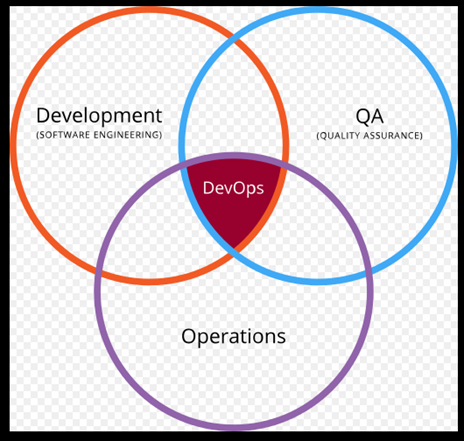 Development
(SOFTWARE ENGINEERING)
QA
(QUALITY ASSURANCE)
DevOps
Operations